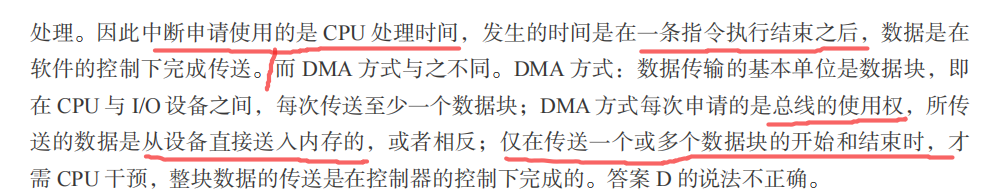 处理。因此中断申请使用的是 CPU 处理时间，发生的时间是在一条指令执行结束之后，数据是在
软件的控制下完成传送。而 DMA 方式与之不同。DMA 方式：数据传输的基本单位是数据块，即
在 CPU 与 I/O 设备之间，每次传送至少一个数据块；DMA 方式每次申请的是总线的使用权，所传
送的数据是从设备直接送入内存的，或者相反；仅在传送一个或多个数据块的开始和结束时，才
需 CPU 干预，整块数据的传送是在控制器的控制下完成的。答案 D 的说法不正确。